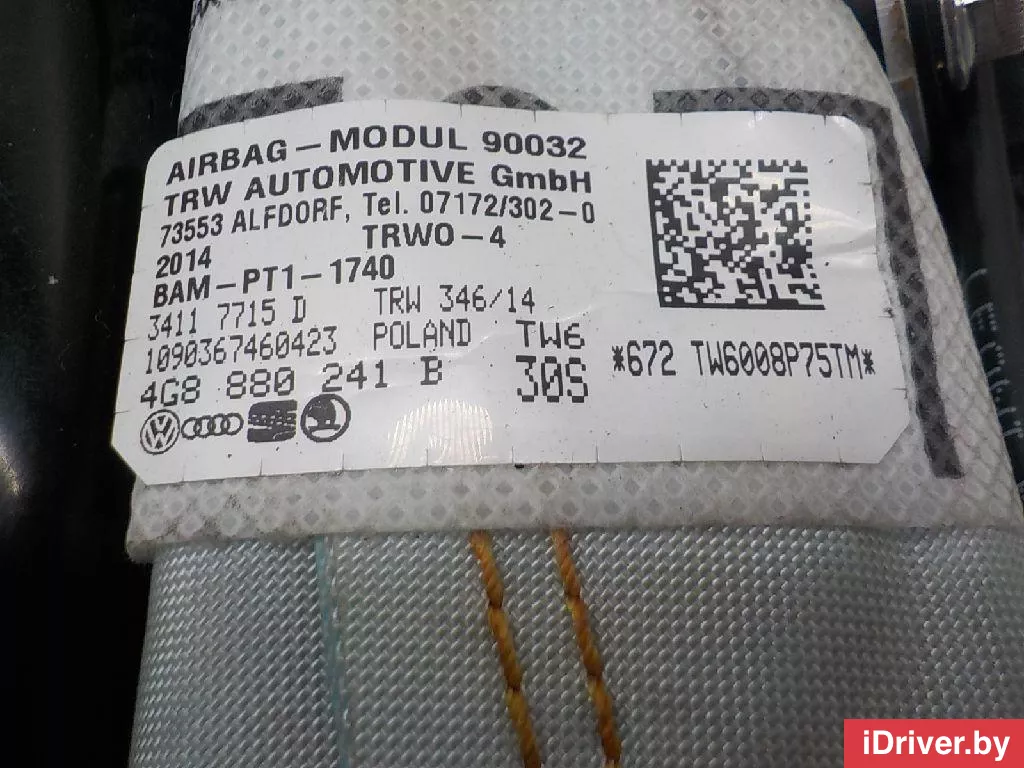 AIRBAG-MODUL 90032
TRW AUTOMOTIVE GmbH
73553 ALFDORF, Tel. 07172/302-0
2014 TRWO-4
BAM-PT1-1740
3411 7715 D TRW 346/14
1090367460423 POLAND TW6
4G8 880 241 B 30S
*672 TW6008P75TM*
iDriver.by